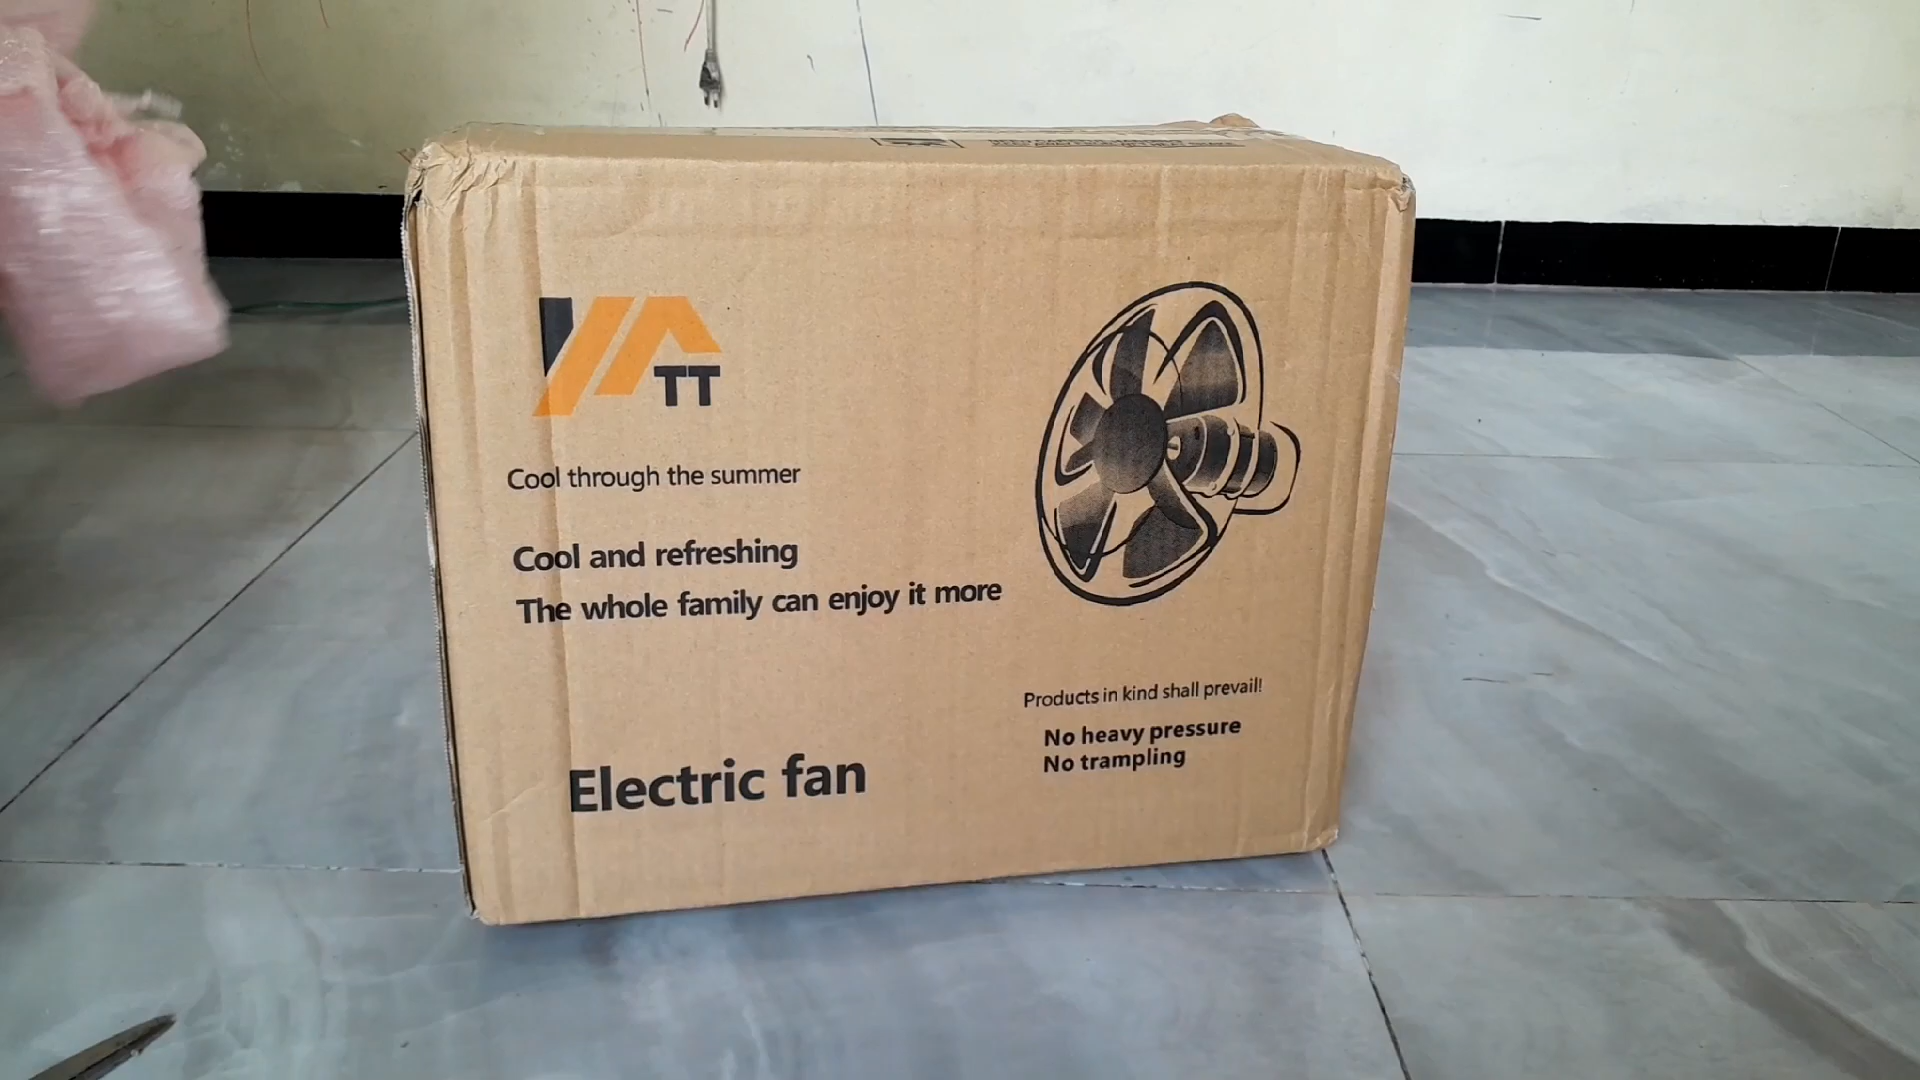 TT
Cool through the summer
Cool and refreshing
The whole family can enjoy it more
Products in kind shall prevail!
No heavy pressure
No trampling
Electric fan